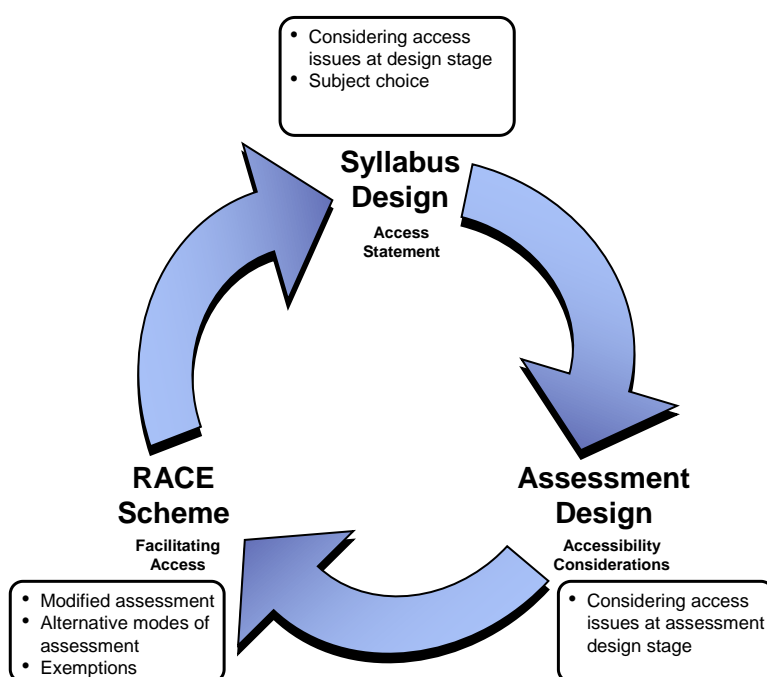 • Considering access
issues at design stage
• Subject choice
Syllabus
Design
Access
Statement
Assessment
Design
Accessibility
Considerations
• Considering access
issues at assessment
design stage
RACE
Scheme
Facilitating
Access
• Modified assessment
• Alternative modes of
assessment
• Exemptions